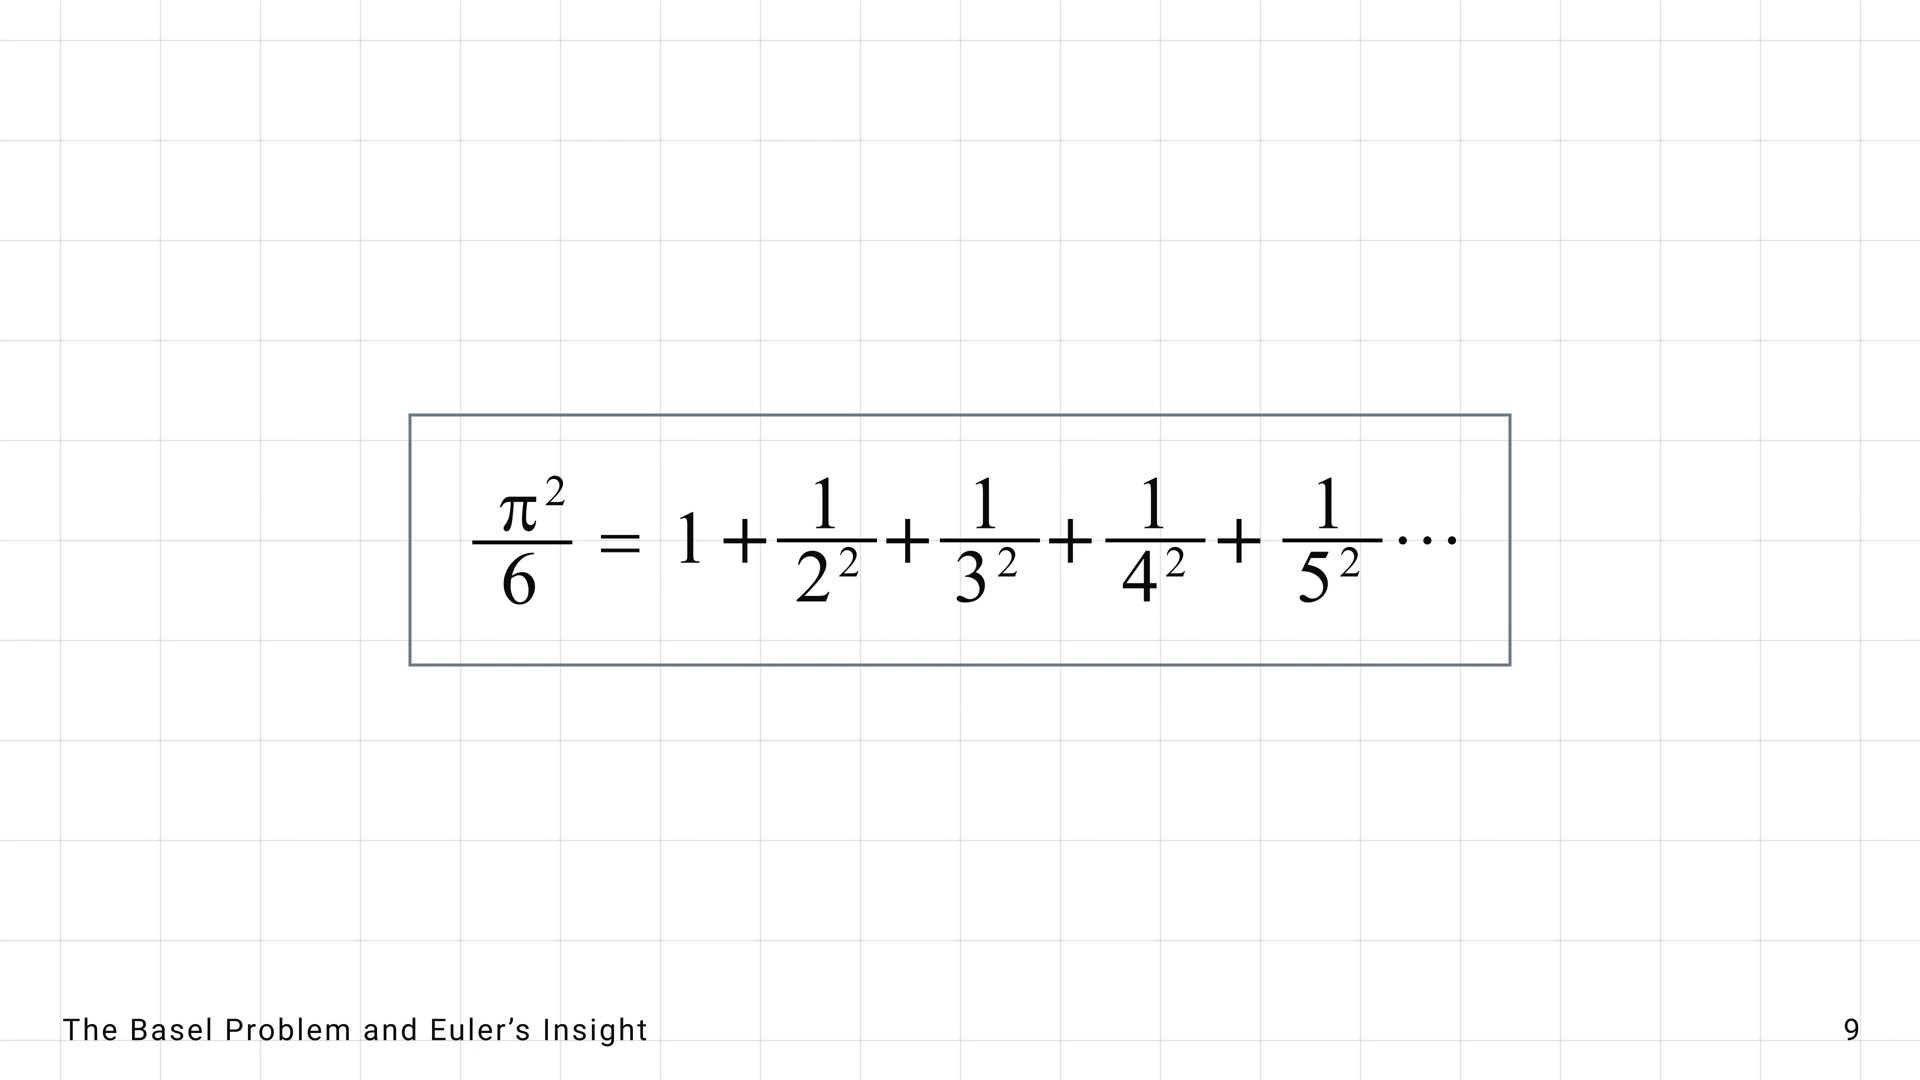 π²/6 = 1 + 1/2² + 1/3² + 1/4² + 1/5² ⋯
The Basel Problem and Euler’s Insight
9